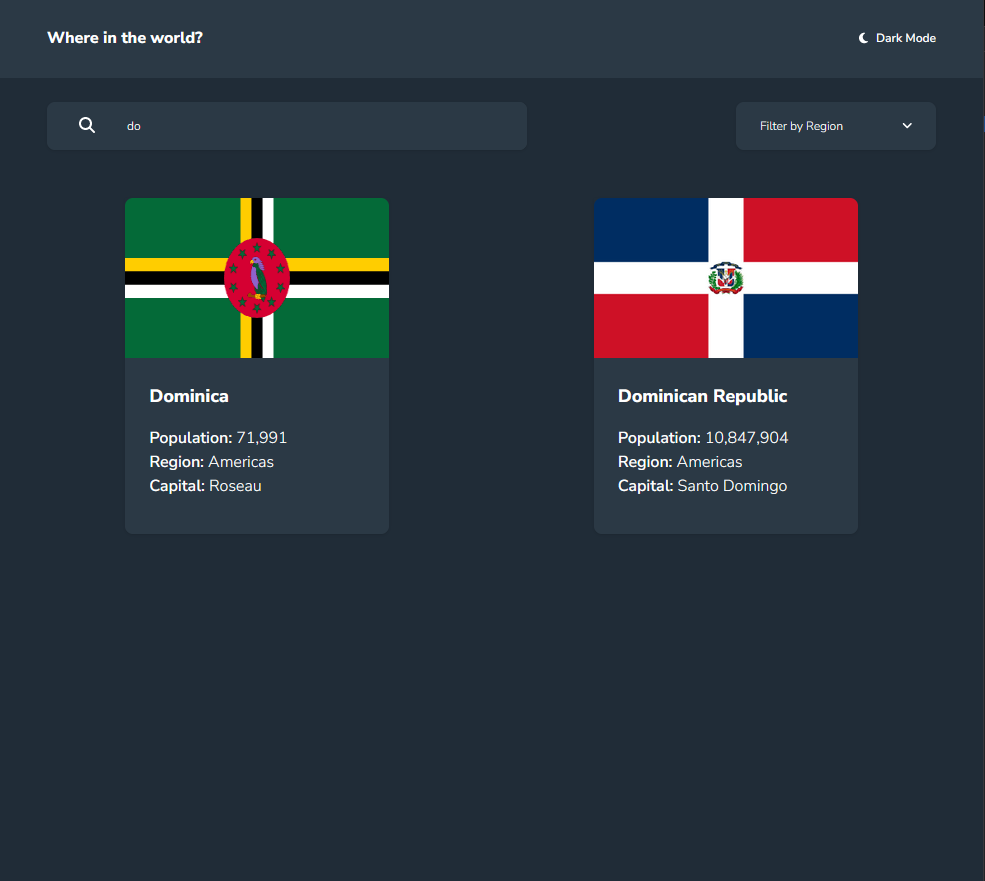 Where in the world?
Dark Mode
do
Filter by Region
Dominica
Population: 71,991
Region: Americas
Capital: Roseau
Dominican Republic
Population: 10,847,904
Region: Americas
Capital: Santo Domingo